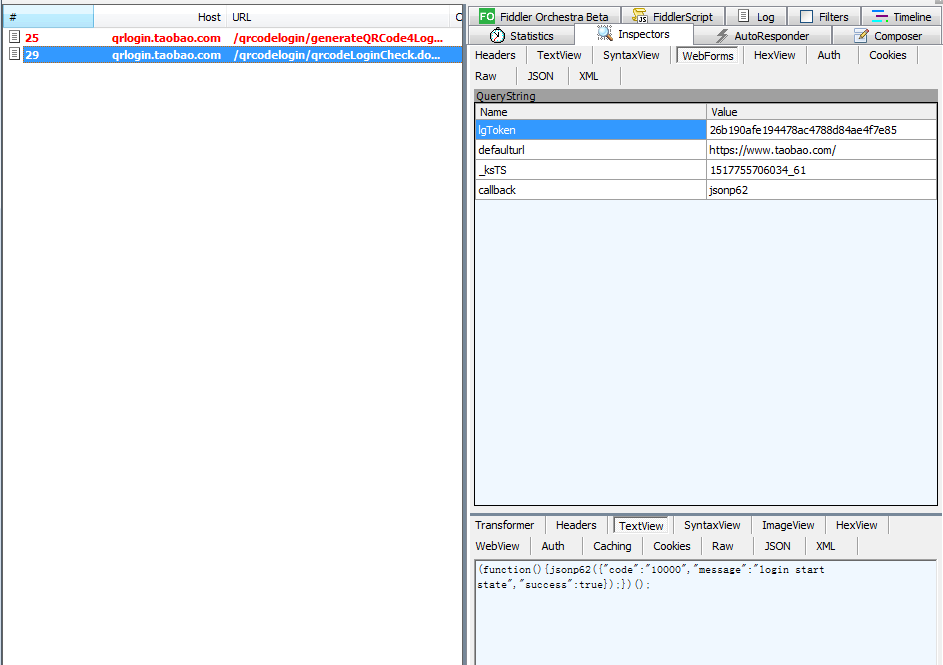 # Host URL C
25 qrlogin.taobao.com /qrcodelogin/generateQRCode4Log...
29 qrlogin.taobao.com /qrcodelogin/qrcodeLoginCheck.do...
FO Fiddler Orchestra Beta JS FiddlerScript Log Filters Timeline
Statistics Inspectors AutoResponder Composer
Headers TextView SyntaxView WebForms HexView Auth Cookies
Raw JSON XML
QueryString
Name Value
lgToken 26b190afe194478ac4788d84ae4f7e85
defaulturl https://www.taobao.com/
_ksTS 1517755706034_61
callback jsonp62
Transformer Headers TextView SyntaxView ImageView HexView
WebView Auth Caching Cookies Raw JSON XML
(function(){jsonp62({"code":"10000","message":"login start
state","success":true});})();